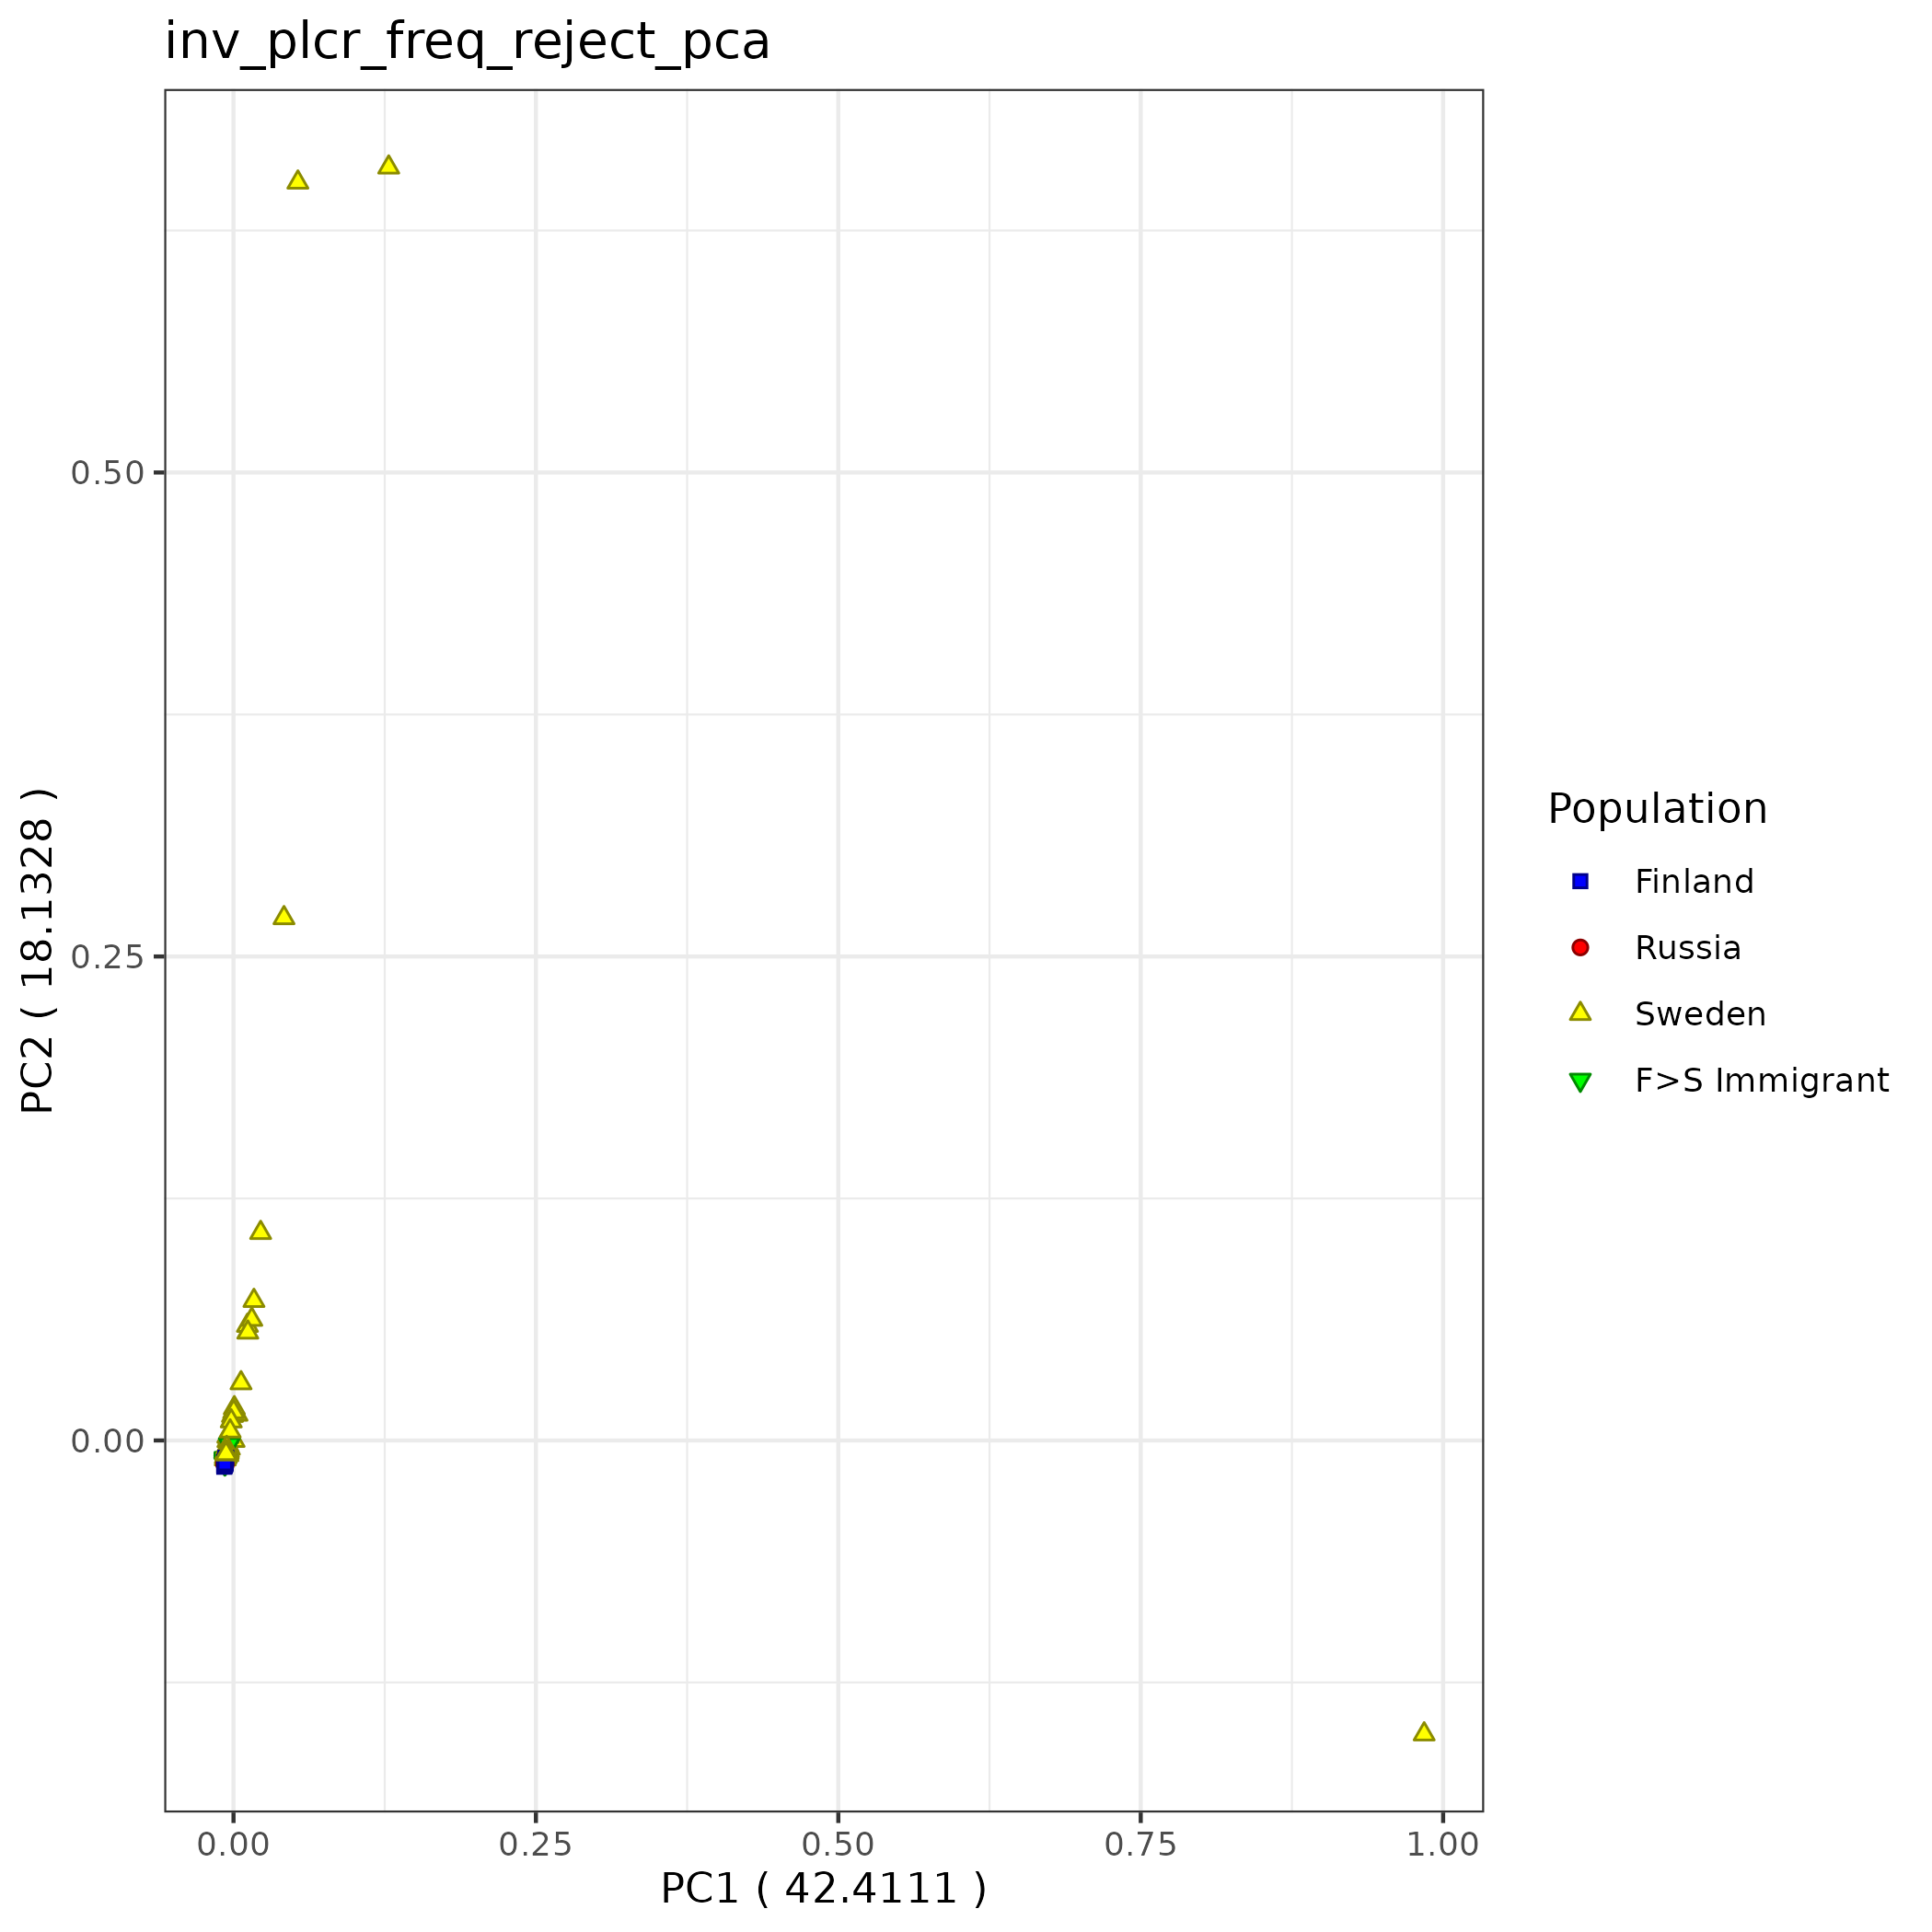 inv_plcr_freq_reject_pca
PC2 ( 18.1328 )
0.50
0.25
0.00
0.00
0.25
0.50
0.75
1.00
PC1 ( 42.4111 )
Population
Finland
Russia
Sweden
F>S Immigrant